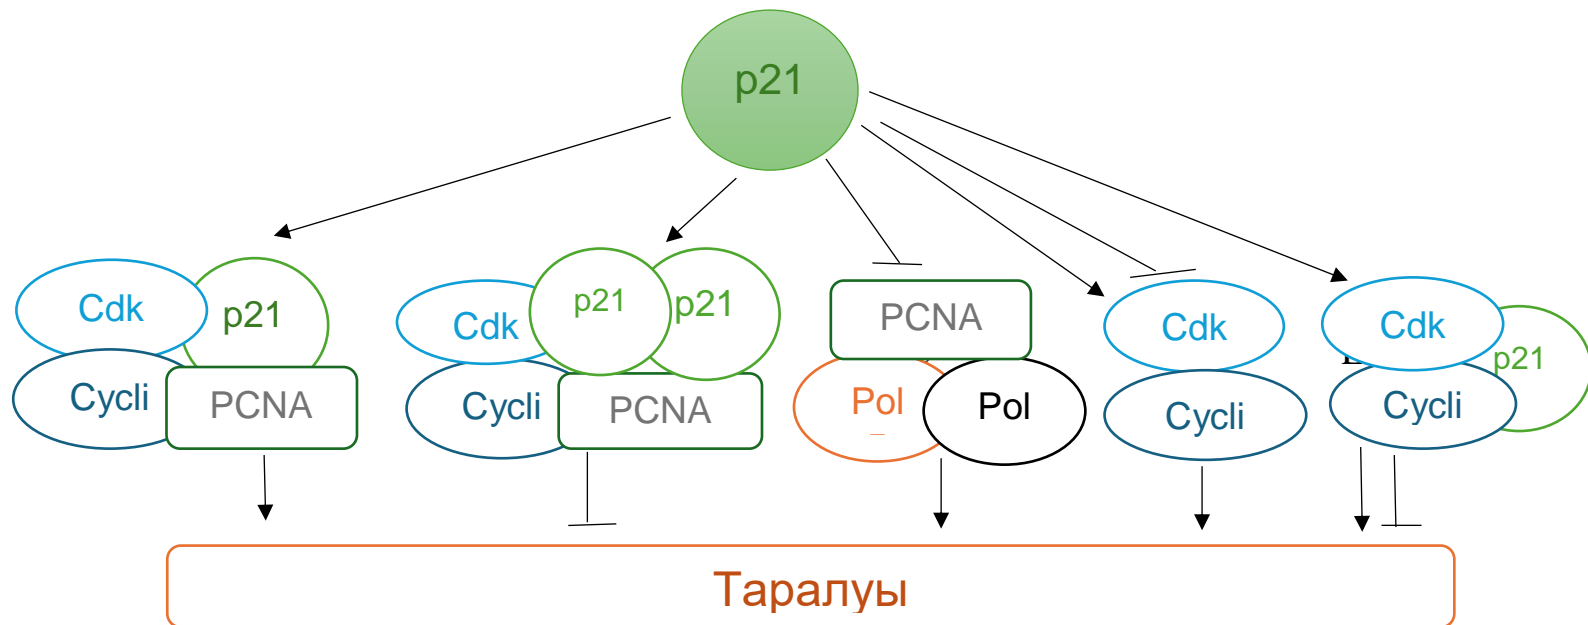 p21
Cdk
p21
Cycli
PCNA
Cdk
p21
p21
Cycli
PCNA
PCNA
Pol
Pol
Cdk
Cycli
Cdk
p21
Cycli
Таралуы